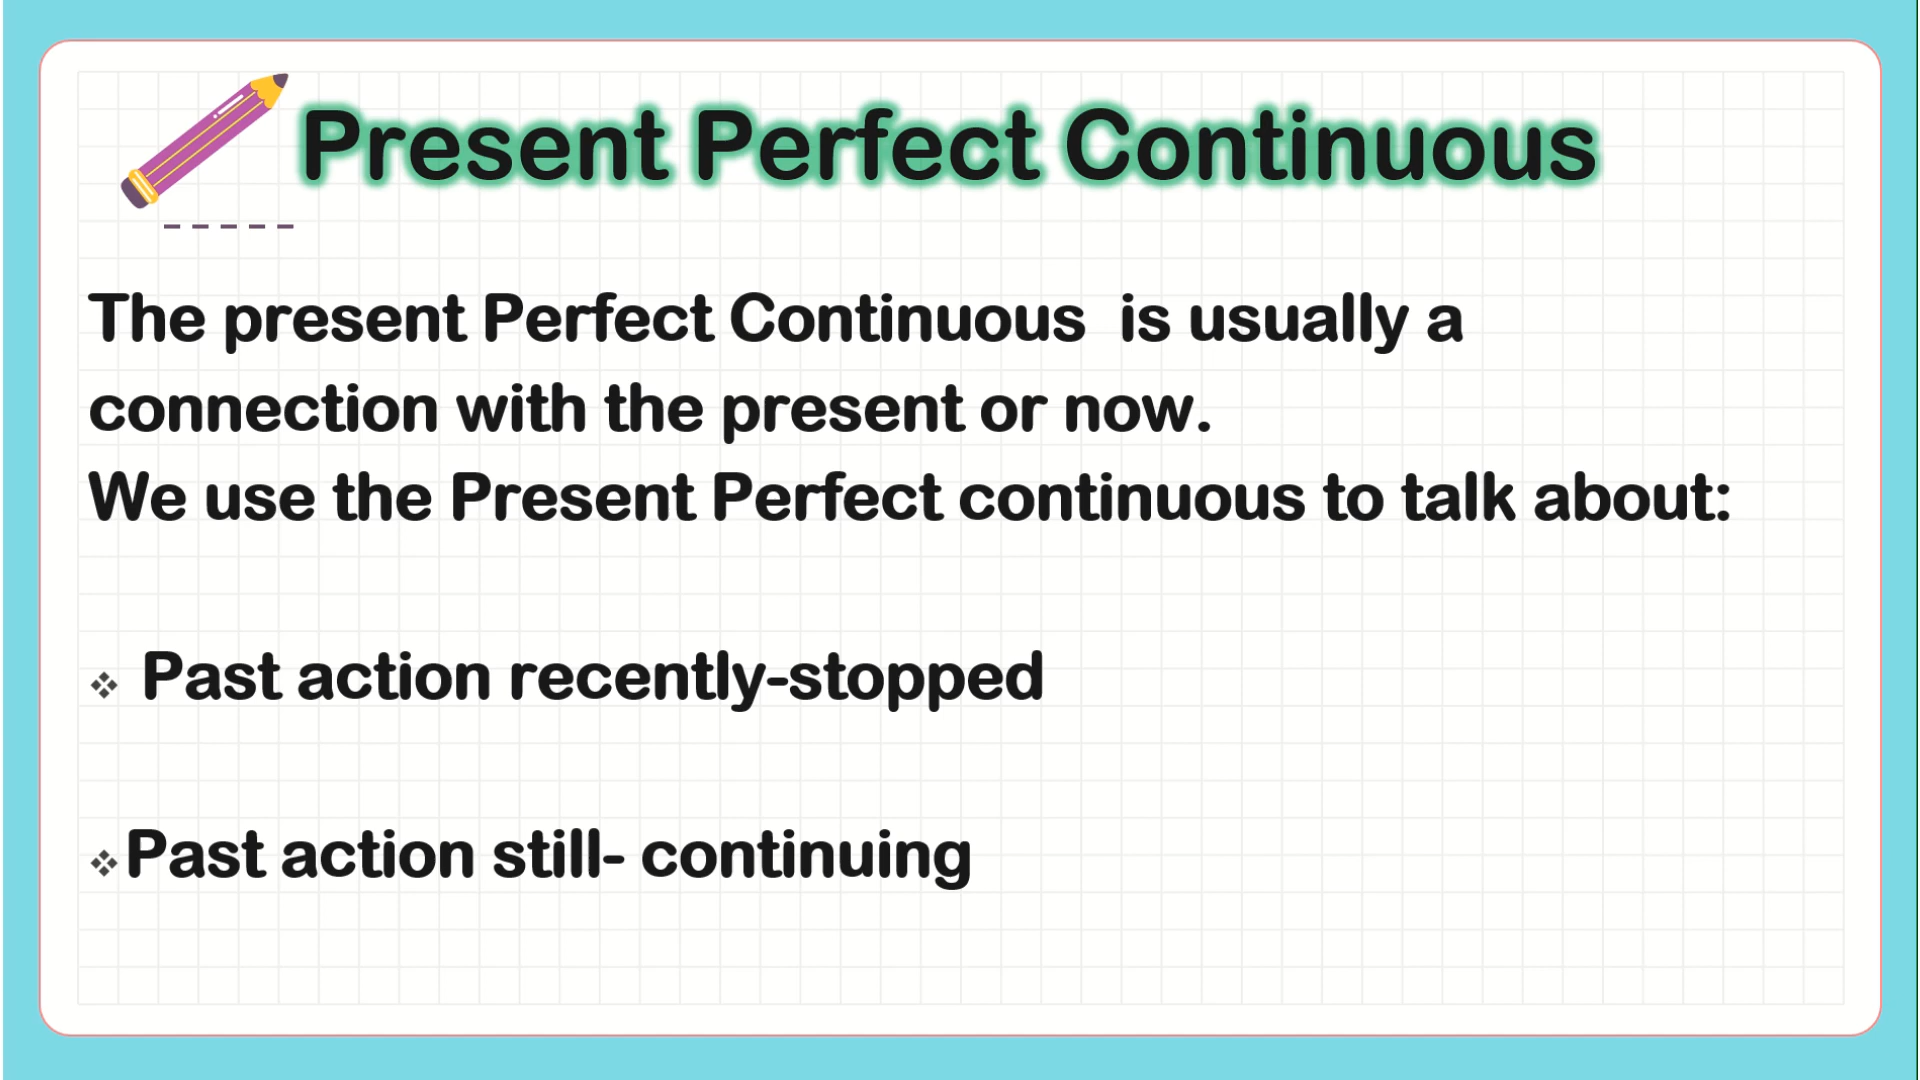 Present Perfect Continuous
The present Perfect Continuous  is usually a
connection with the present or now.
We use the Present Perfect continuous to talk about:
❖ Past action recently-stopped
❖Past action still- continuing